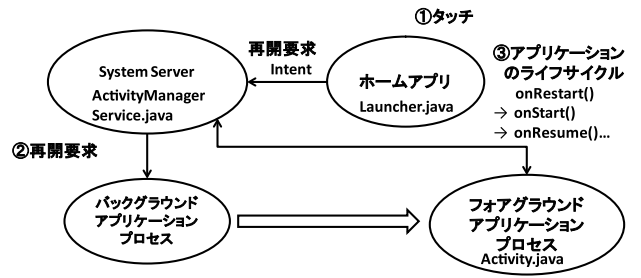 ①タッチ
再開要求
Intent
System Server
ActivityManager
Service.java
ホームアプリ
Launcher.java
③アプリケーション
のライフサイクル
onRestart()
→ onStart()
→ onResume()...
②再開要求
バックグラウンド
アプリケーション
プロセス
フォアグラウンド
アプリケーション
プロセス
Activity.java